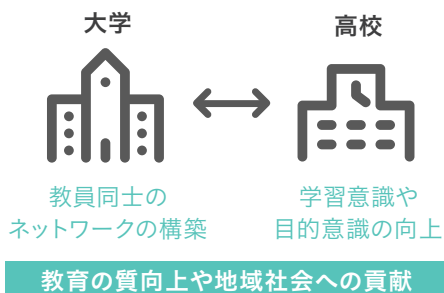 大学
高校
教員同士の
ネットワークの構築
学習意識や
目的意識の向上
教育の質向上や地域社会への貢献